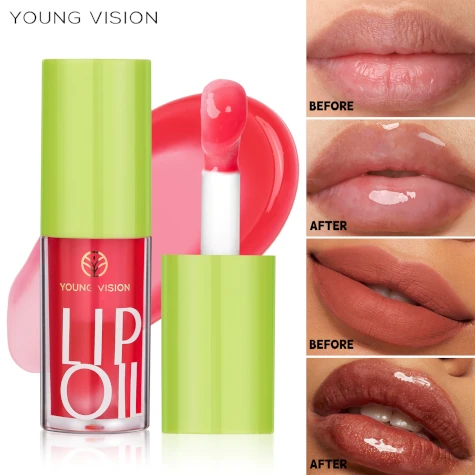 YOUNG VISION
YOUNG VISION
LIP
OIL
BEFORE
AFTER
BEFORE
AFTER